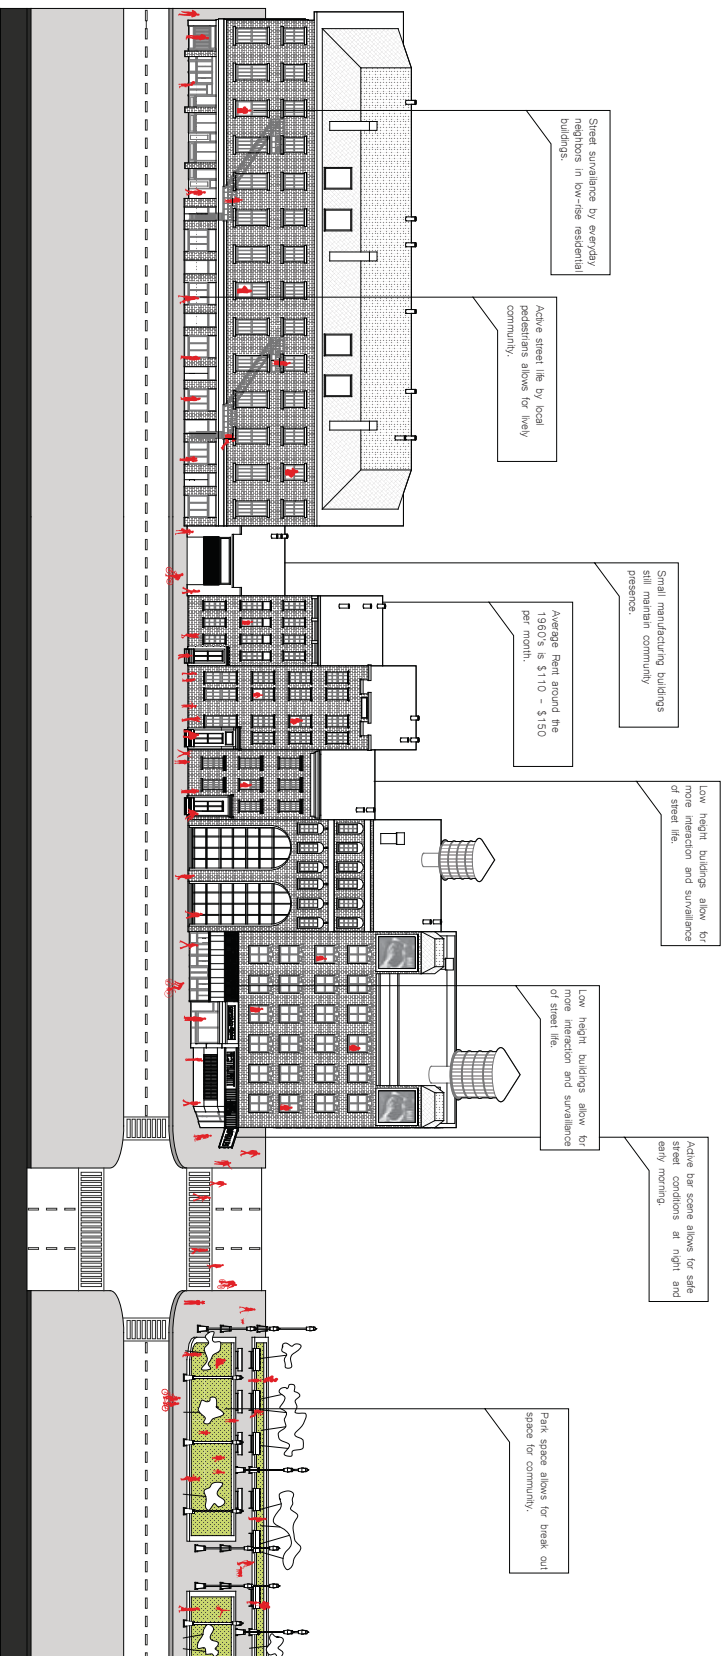 Street survailance by everyday
neighbors in low-rise residential
buildings.
Active street life by local
pedestrians allows for lively
community.
Small manufacturing buildings
still maintain community
presence.
Average Rent around the
1960's is $110 - $150
per month.
Low height buildings allow for
more interaction and survaillance
of street life.
Low height buildings allow for
more interaction and survaillance
of street life.
Active bar scene allows for safe
street conditions at night and
early morning.
Park space allows for break out
space for community.